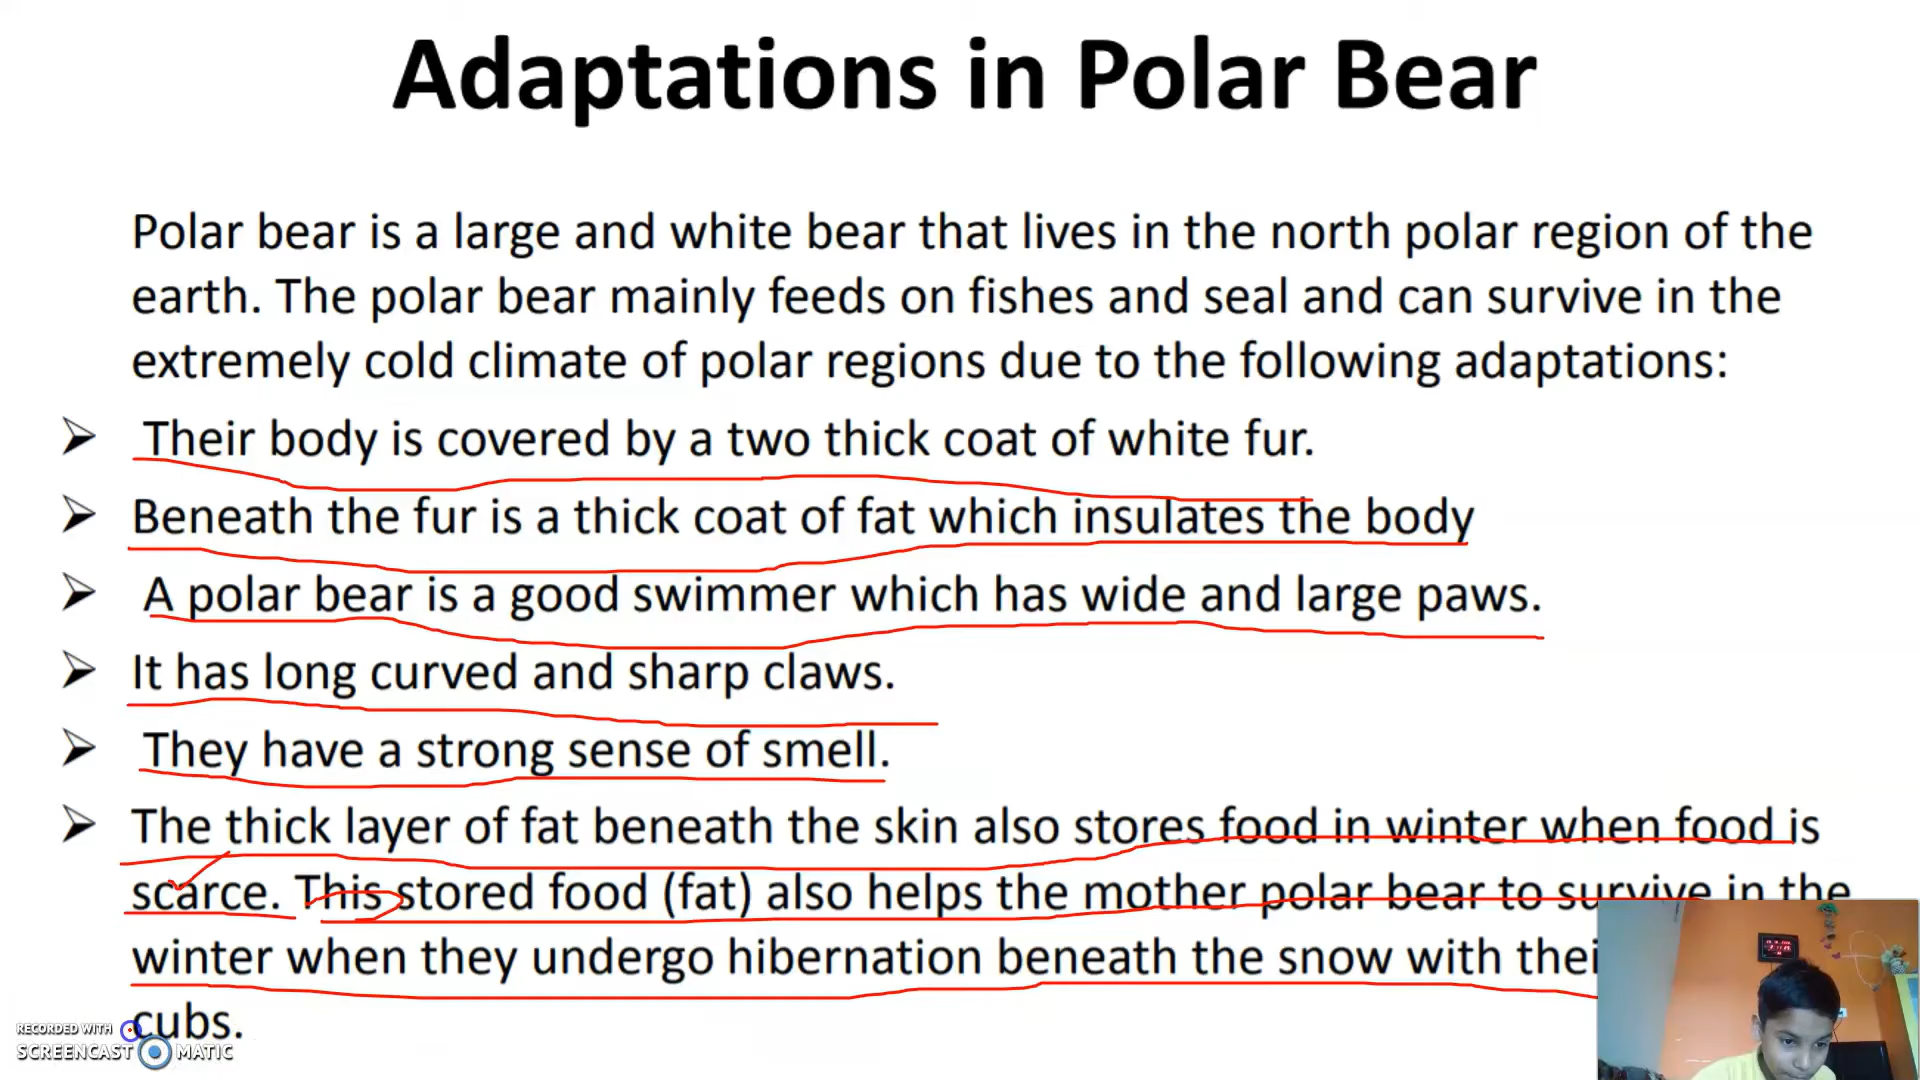 Adaptations in Polar Bear
Polar bear is a large and white bear that lives in the north polar region of the
earth. The polar bear mainly feeds on fishes and seal and can survive in the
extremely cold climate of polar regions due to the following adaptations:
Their body is covered by a two thick coat of white fur.
Beneath the fur is a thick coat of fat which insulates the body
A polar bear is a good swimmer which has wide and large paws.
It has long curved and sharp claws.
They have a strong sense of smell.
The thick layer of fat beneath the skin also stores food in winter when food is
scarce. This stored food (fat) also helps the mother polar bear to survive in the
winter when they undergo hibernation beneath the snow with thei
cubs.
RECORDED WITH
SCREENCAST MATIC